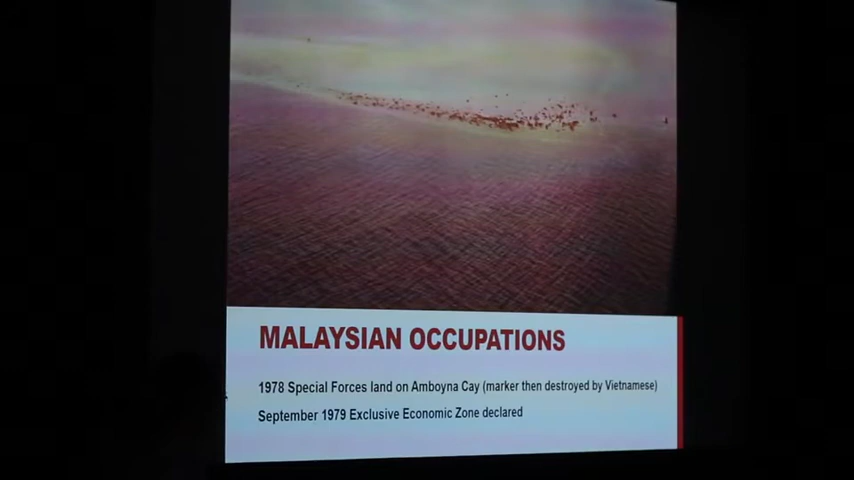 MALAYSIAN OCCUPATIONS
1978 Special Forces land on Amboyna Cay (marker then destroyed by Vietnamese)
September 1979 Exclusive Economic Zone declared